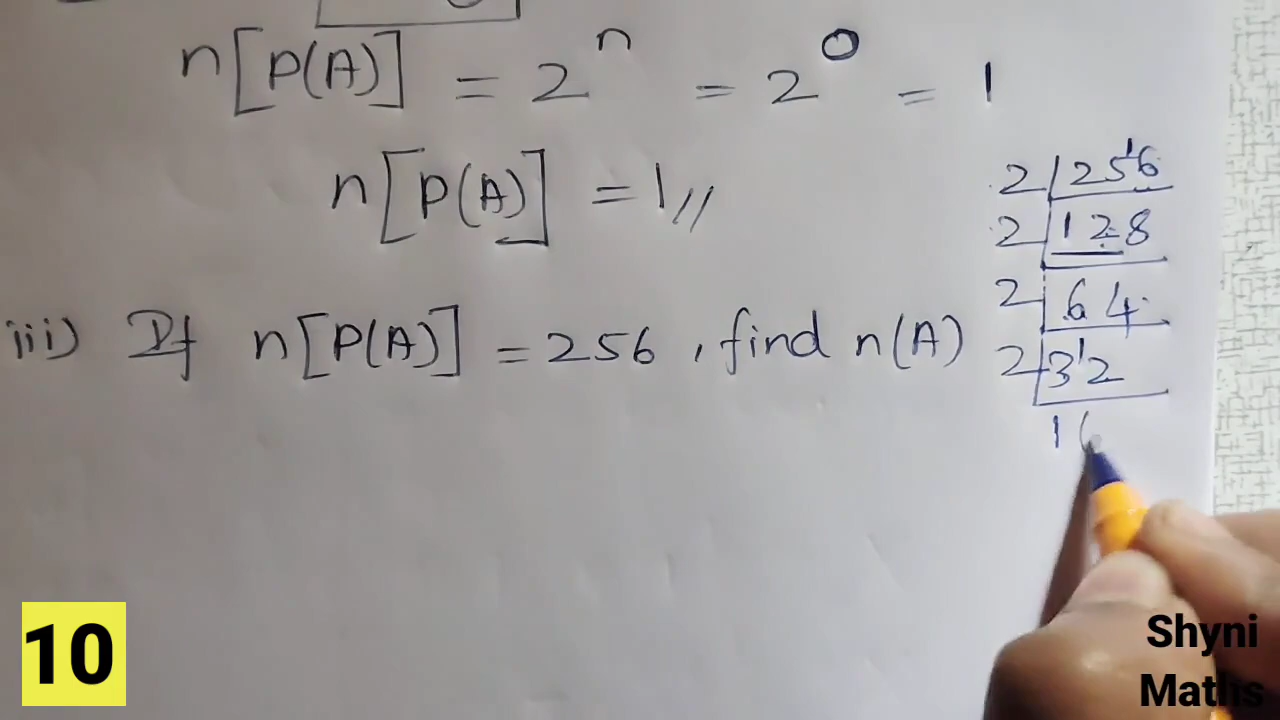 n[P(A)] = 2^n = 2^0 = 1
n[P(A)] = 1//
iii) If n[P(A)] = 256, find n(A)
2 | 256
2 | 128
2 | 64
2 | 32
1
10
Shyni
Maths